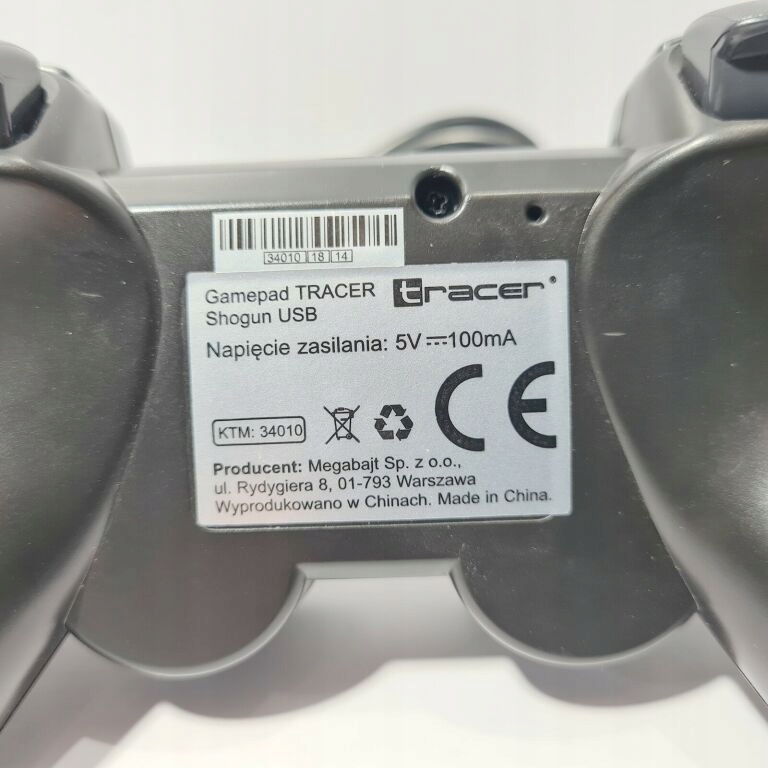 34010 18 14
Gamepad TRACER tracer®
Shogun USB
Napięcie zasilania: 5V⎓100mA
CE
KTM: 34010
Producent: Megabajt Sp. z o.o.,
ul. Rydygiera 8, 01-793 Warszawa
Wyprodukowano w Chinach. Made in China.